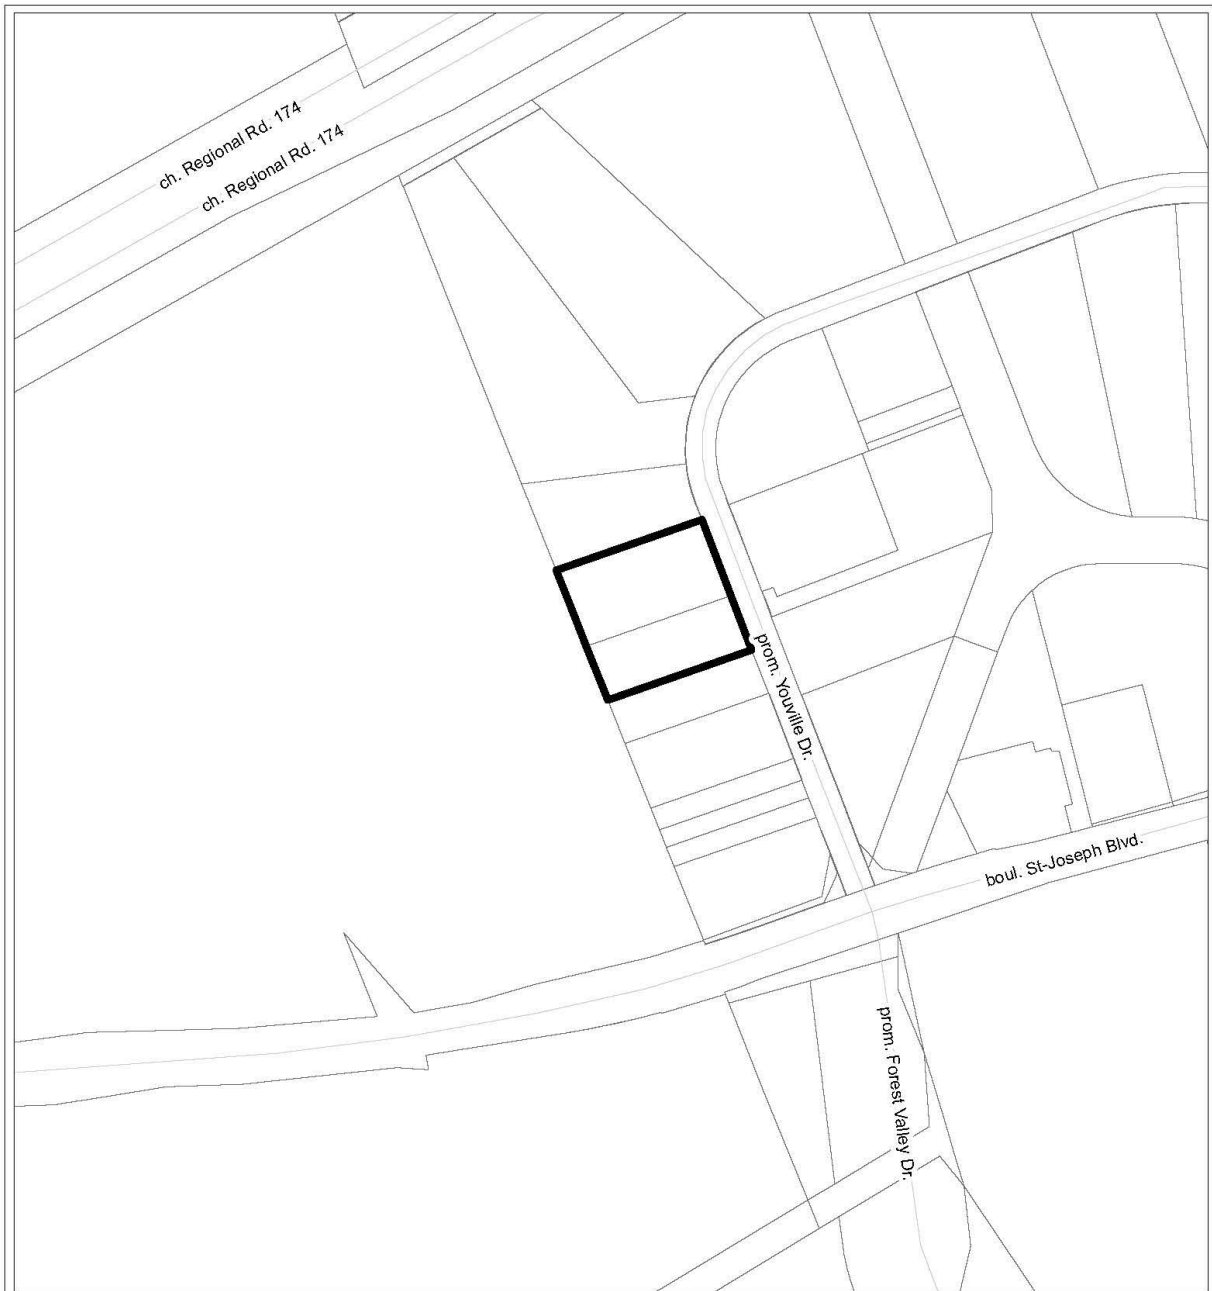 ch. Regional Rd. 174
ch. Regional Rd. 174
prom. Youville Dr.
boul. St-Joseph Blvd.
prom. Forest Valley Dr.